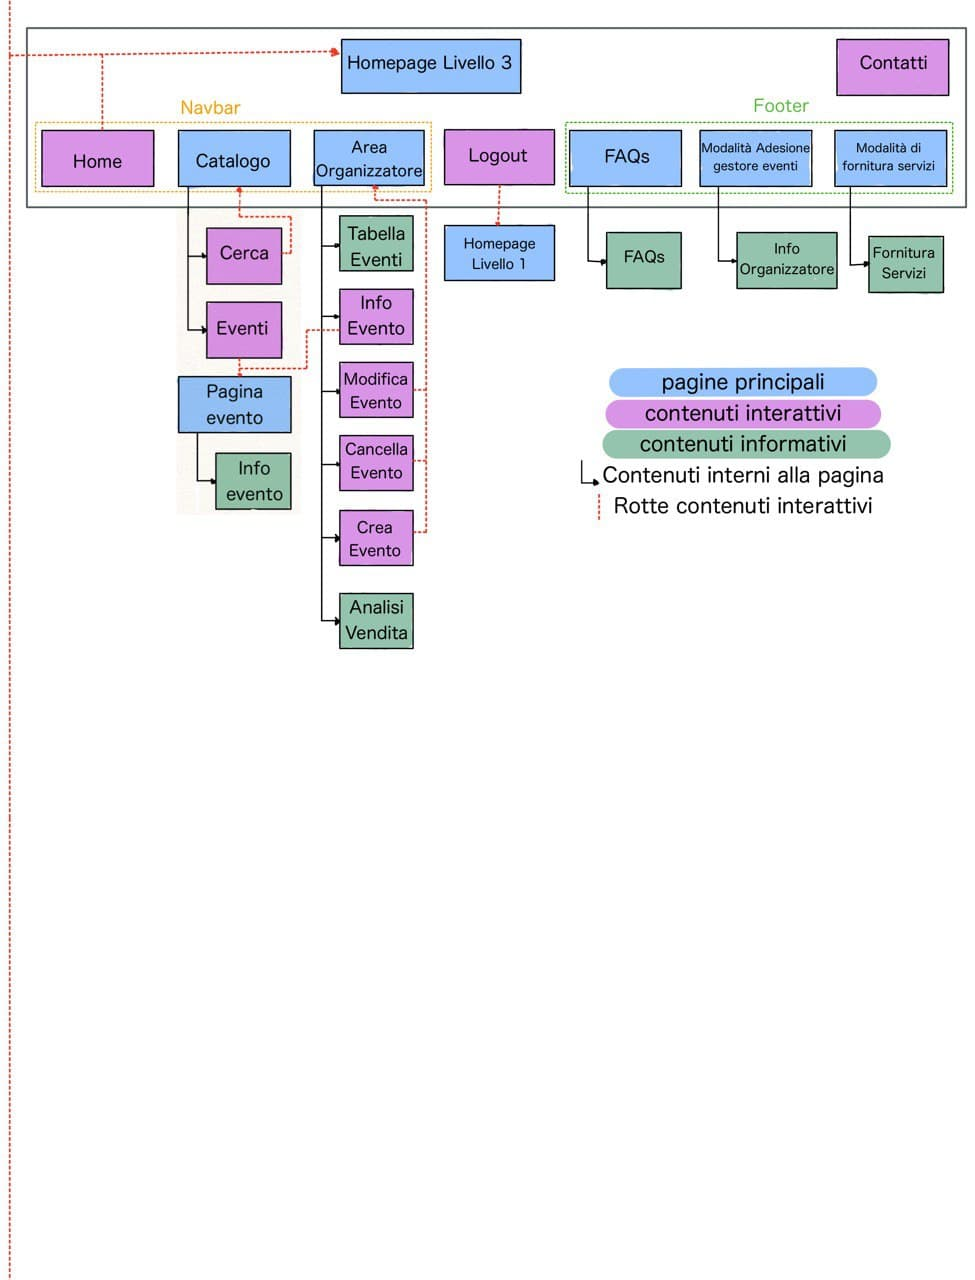 Homepage Livello 3
Contatti
Navbar
Footer
Home
Catalogo
Area
Organizzatore
Logout
FAQs
Modalità Adesione
gestore eventi
Modalità di
fornitura servizi
Cerca
Tabella
Eventi
Homepage
Livello 1
FAQs
Info
Organizzatore
Fornitura
Servizi
Eventi
Info
Evento
Pagina
evento
Modifica
Evento
Info
evento
Cancella
Evento
Crea
Evento
Analisi
Vendita
pagine principali
contenuti interattivi
contenuti informativi
Contenuti interni alla pagina
Rotte contenuti interattivi